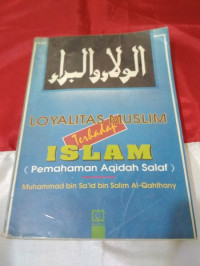 الولاء والبراء
LOYALITAS MUSLIM
Terhadap
ISLAM
( Pemahaman Aqidah Salaf )
Muhammad bin Sa'id bin Salim Al-Qahthany